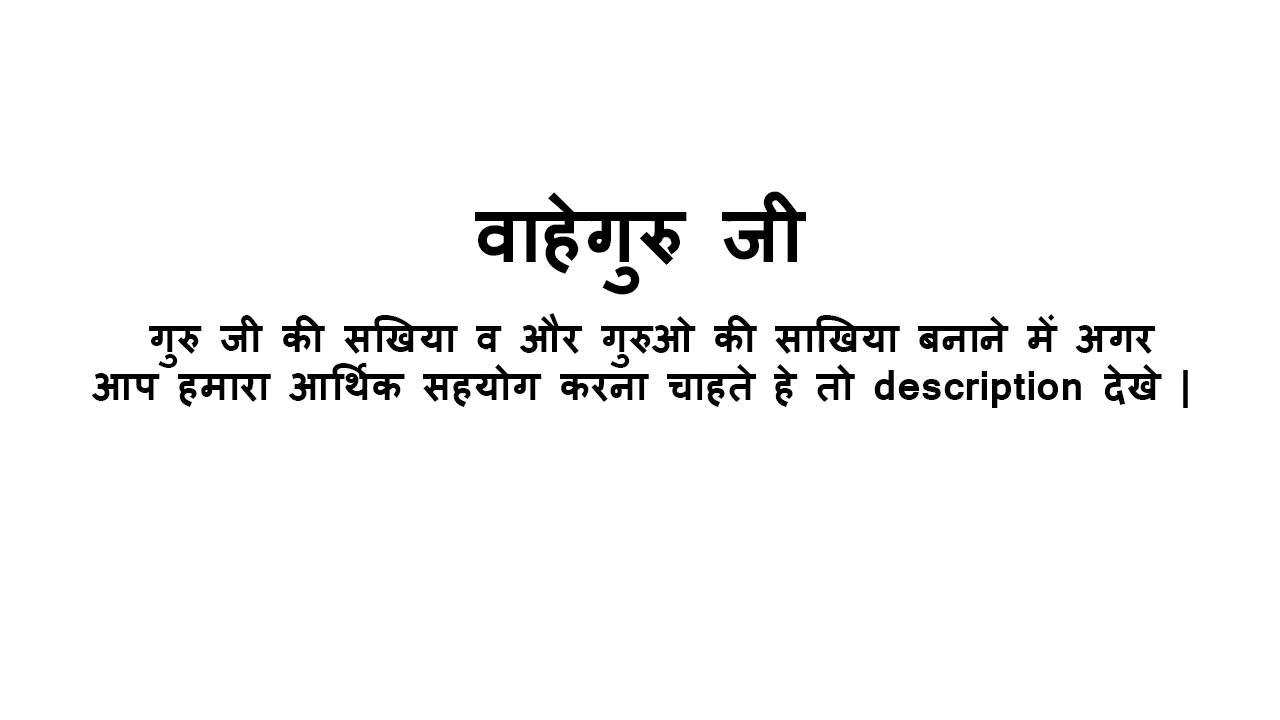 वाहेगुरु जी
गुरु जी की सखिया व और गुरुओ की साखिया बनाने में अगर
आप हमारा आर्थिक सहयोग करना चाहते हे तो description देखे |